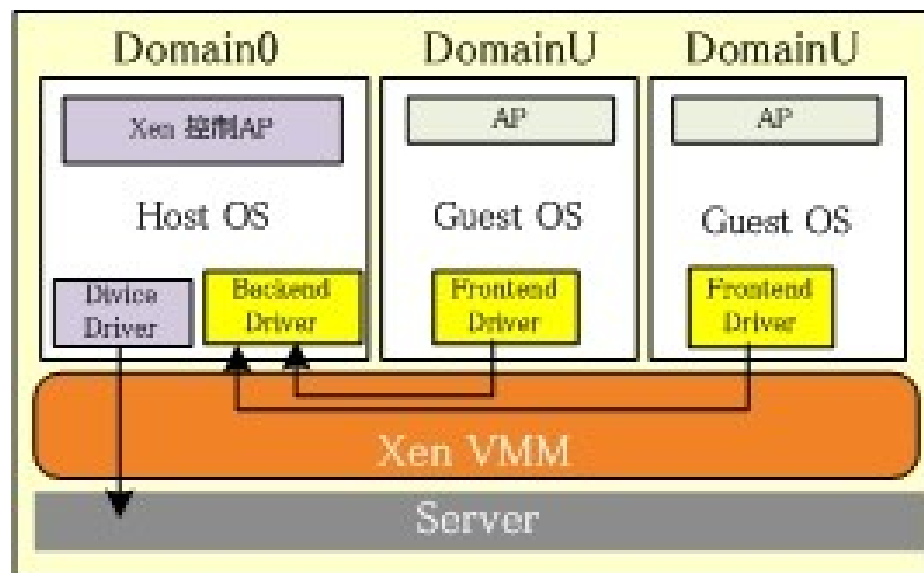 Domain0
DomainU
DomainU
Xen 控制AP
AP
AP
Host OS
Guest OS
Guest OS
Divice
Driver
Backend
Driver
Frontend
Driver
Frontend
Driver
Xen VMM
Server